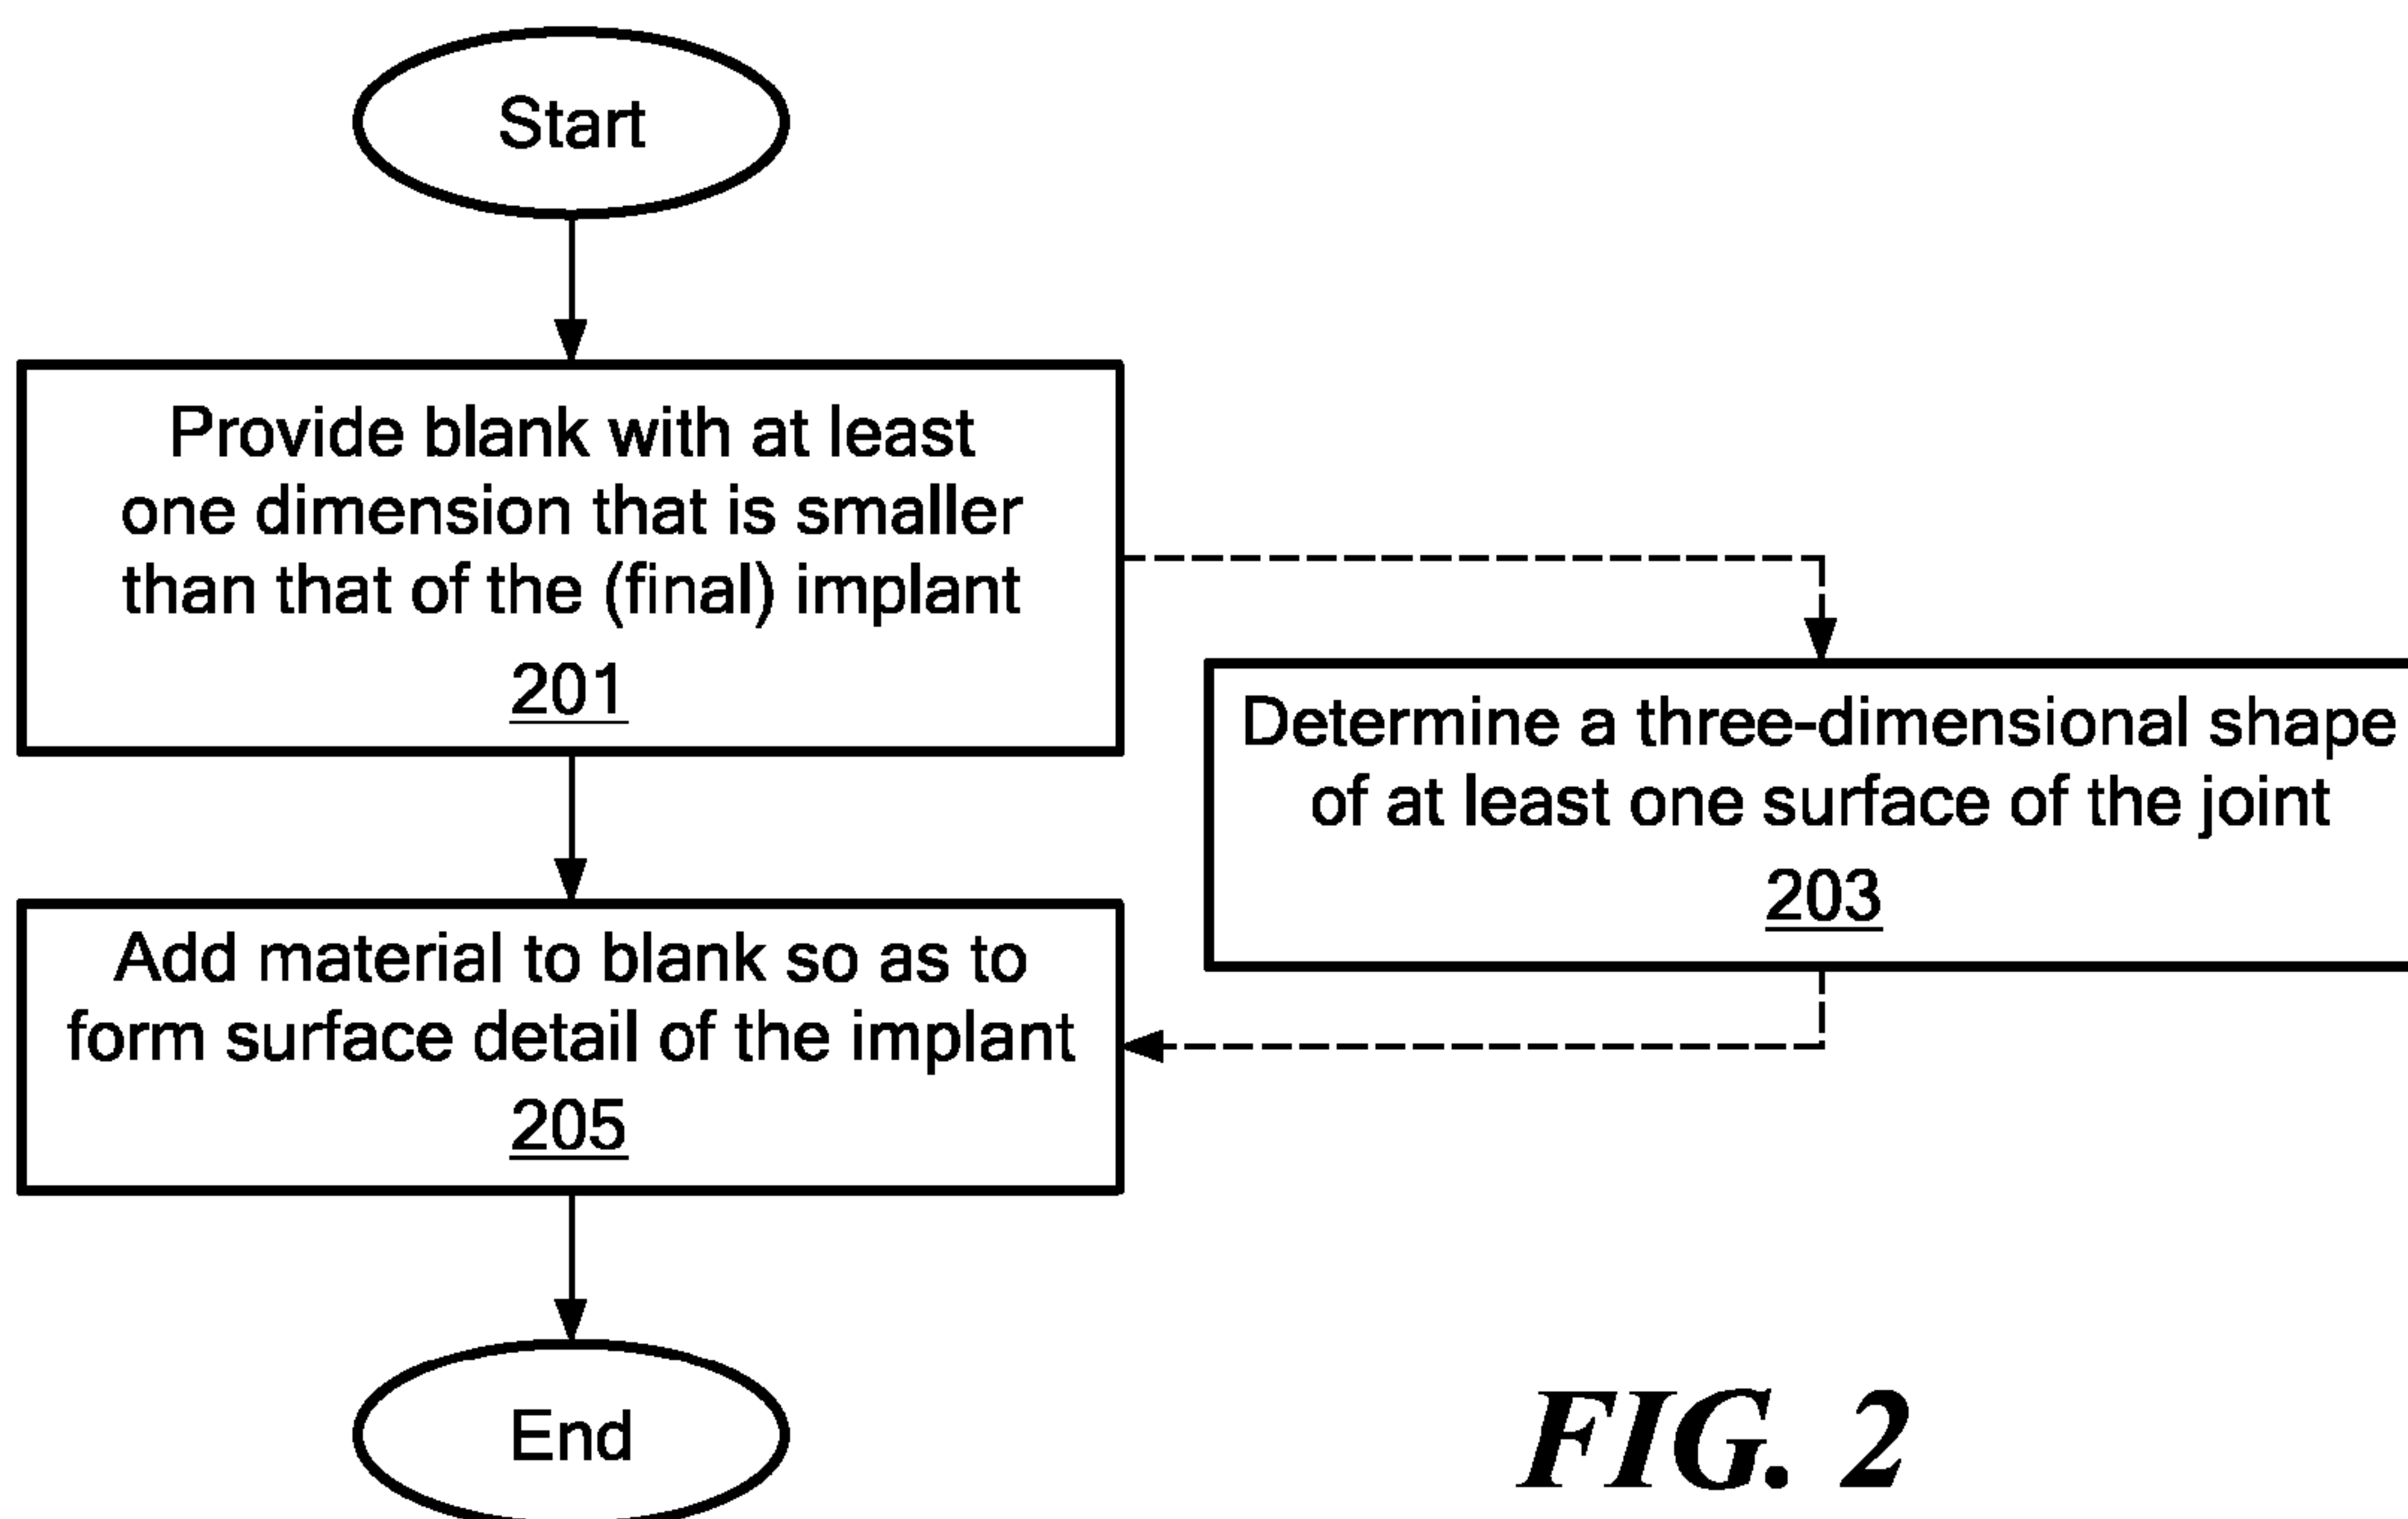 Start
Provide blank with at least
one dimension that is smaller
than that of the (final) implant
201
Determine a three-dimensional shape
of at least one surface of the joint
203
Add material to blank so as to
form surface detail of the implant
205
End
FIG. 2